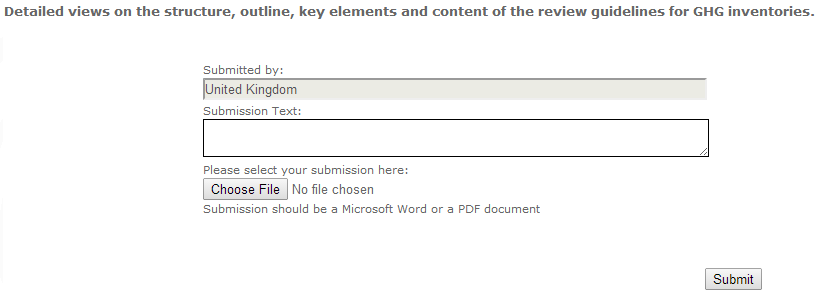 Detailed views on the structure, outline, key elements and content of the review guidelines for GHG inventories.
Submitted by:
United Kingdom
Submission Text:
Please select your submission here:
Choose File No file chosen
Submission should be a Microsoft Word or a PDF document
Submit